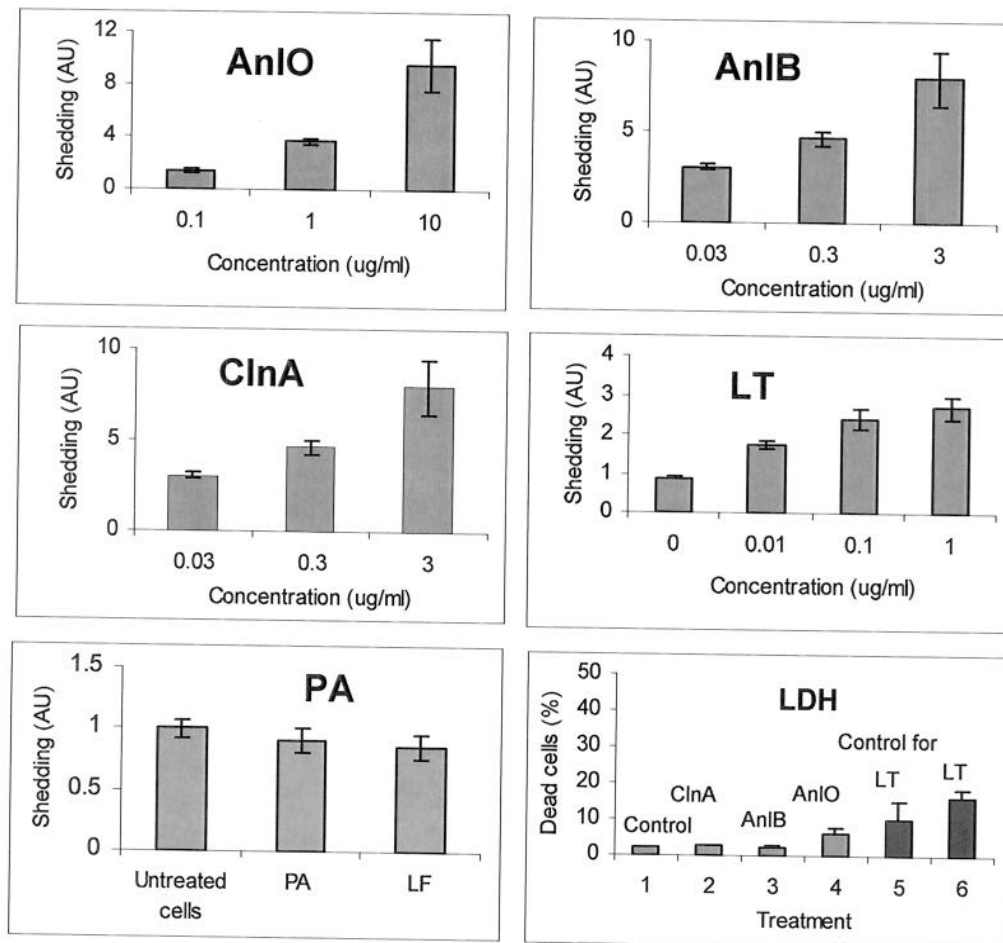 AnlO
Shedding (AU)
12
8
4
0
0.1 1 10
Concentration (ug/ml)
AnlB
Shedding (AU)
10
5
0
0.03 0.3 3
Concentration (ug/ml)
ClnA
Shedding (AU)
10
5
0
0.03 0.3 3
Concentration (ug/ml)
LT
Shedding (AU)
4
3
2
1
0
0 0.01 0.1 1
Concentration (ug/ml)
PA
Shedding (AU)
1.5
1
0.5
0
Untreated PA LF
cells
LDH
Dead cells (%)
50
40
30
20
10
0
Control for
LT LT
AnlO
ClnA
AnlB
Control
1 2 3 4 5 6
Treatment